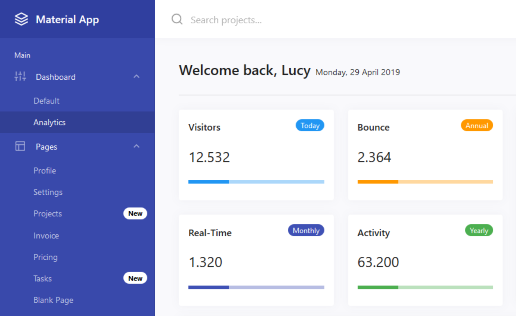 Material App
Search projects...
Main
Dashboard
Default
Analytics
Pages
Profile
Settings
Projects New
Invoice
Pricing
Tasks New
Blank Page
Welcome back, Lucy Monday, 29 April 2019
Visitors Today
12.532
Bounce Annual
2.364
Real-Time Monthly
1.320
Activity Yearly
63.200